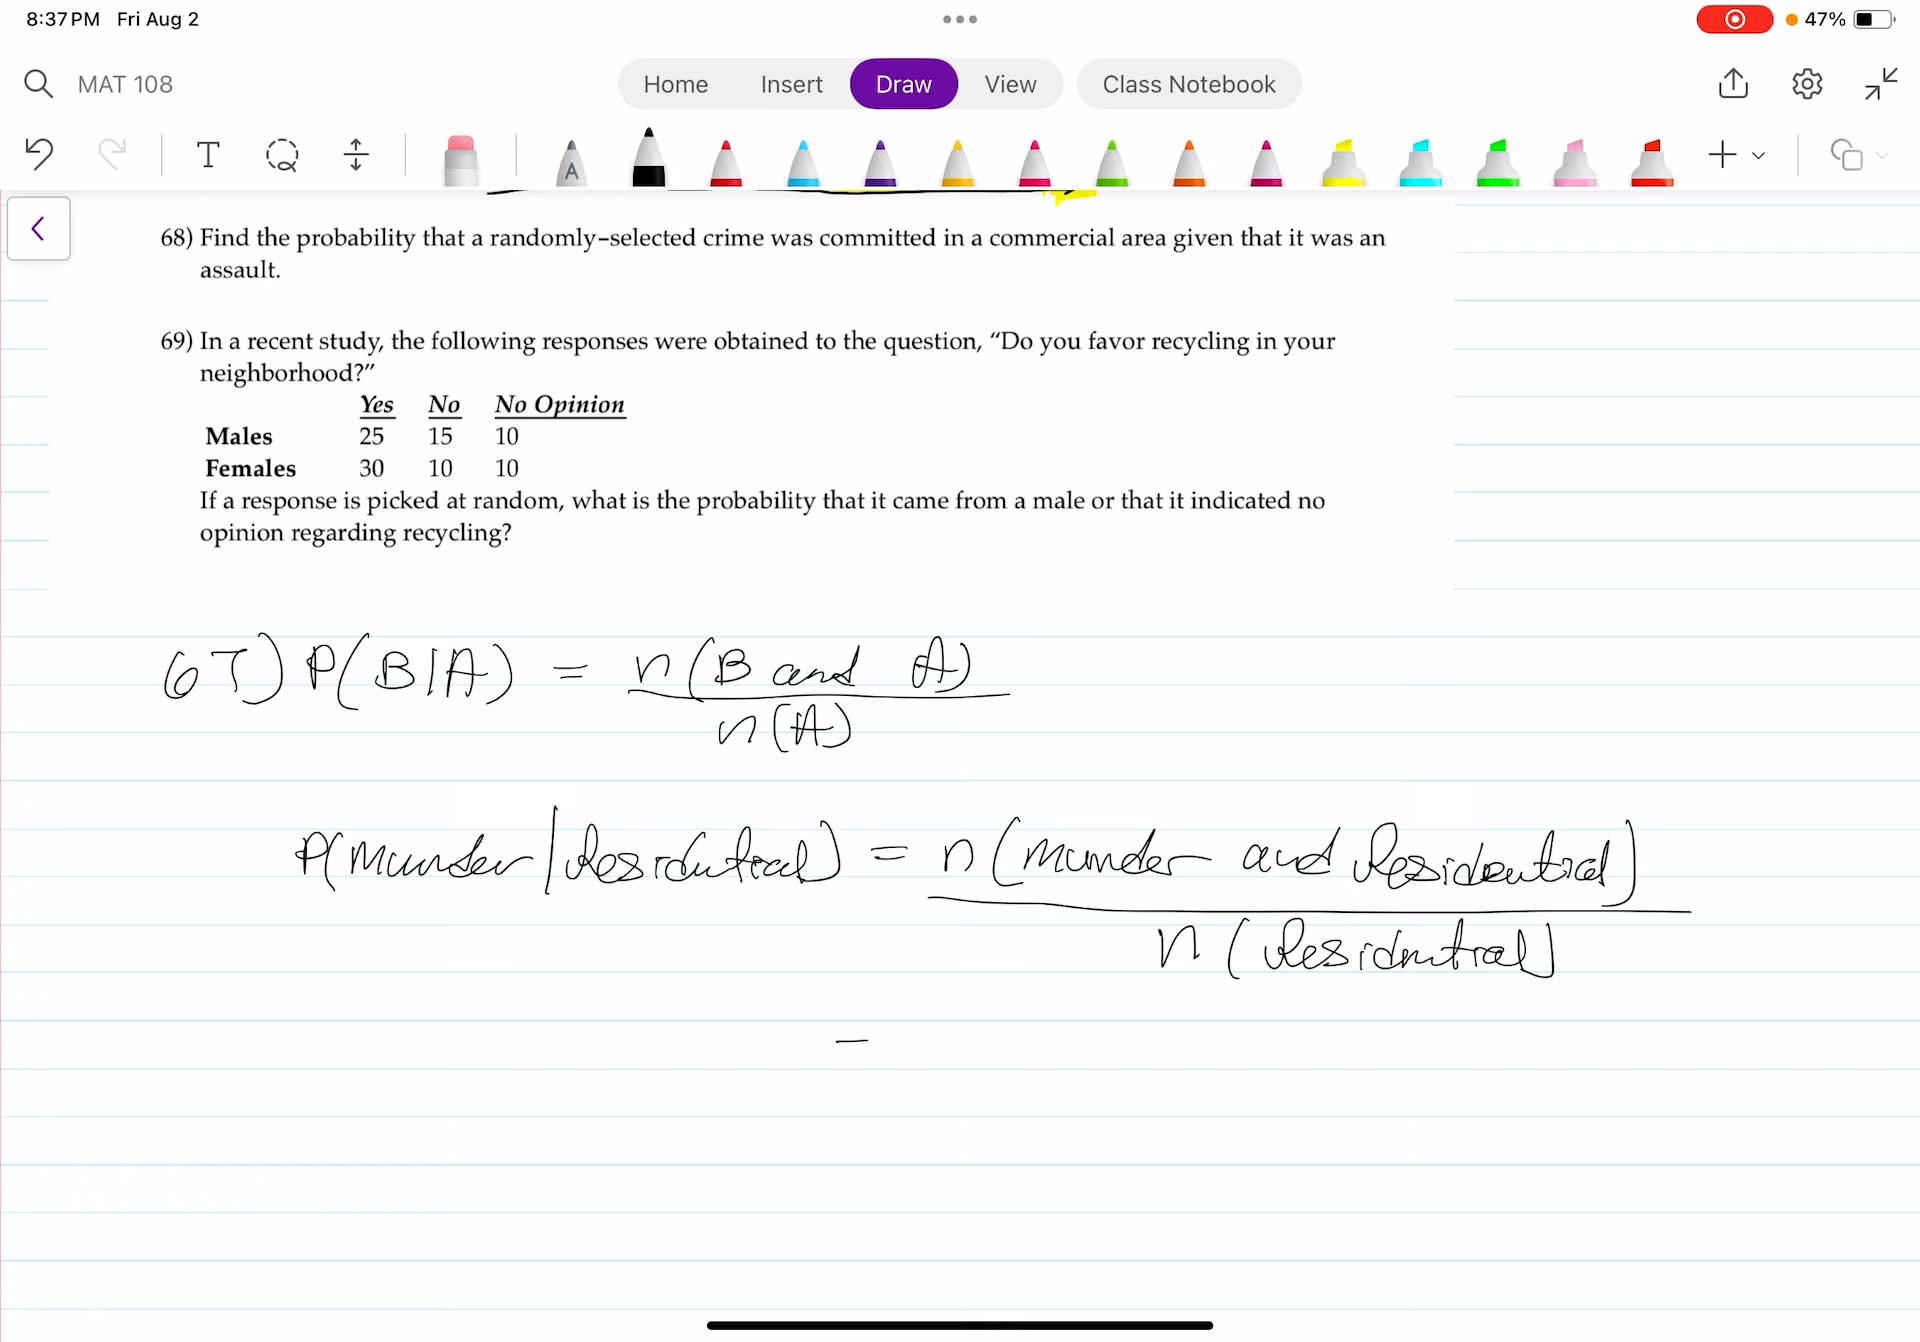 8:37 PM Fri Aug 2 47%
MAT 108 Home Insert Draw View Class Notebook
T A
68) Find the probability that a randomly-selected crime was committed in a commercial area given that it was an
assault.
69) In a recent study, the following responses were obtained to the question, “Do you favor recycling in your
neighborhood?”
Yes No No Opinion
Males 25 15 10
Females 30 10 10
If a response is picked at random, what is the probability that it came from a male or that it indicated no
opinion regarding recycling?
67) P(B|A) = n(B and A)
n(A)
P(Murder | Residential) = n(Murder and Residential)
n(Residential)